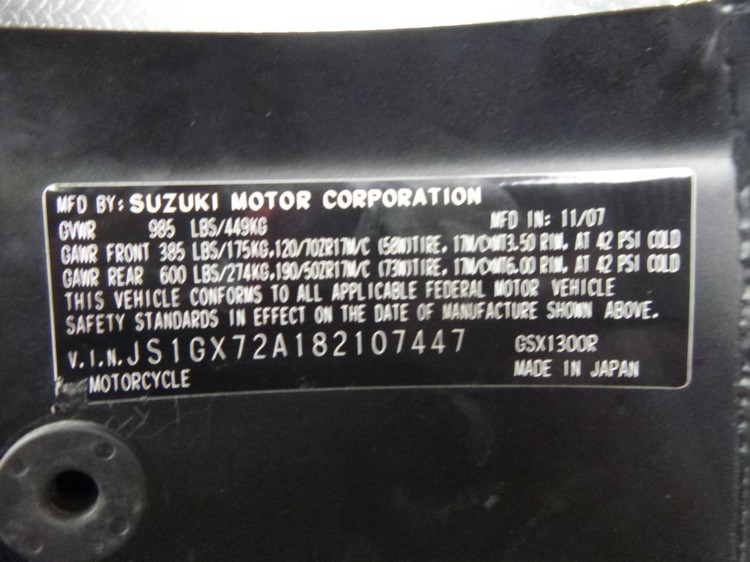 MFD BY: SUZUKI MOTOR CORPORATION
GVWR 985 LBS/449KG MFD IN: 11/07
GAWR FRONT 385 LBS/175KG,120/70ZR17M/C (58W)TIRE, 17M/CXMT3.50 RIM, AT 42 PSI COLD
GAWR REAR 600 LBS/274KG,190/50ZR17M/C (73W)TIRE, 17M/CXMT6.00 RIM, AT 42 PSI COLD
THIS VEHICLE CONFORMS TO ALL APPLICABLE FEDERAL MOTOR VEHICLE
SAFETY STANDARDS IN EFFECT ON THE DATE OF MANUFACTURE SHOWN ABOVE.
V.I.N.JS1GX72A182107447 GSX1300R
MOTORCYCLE MADE IN JAPAN